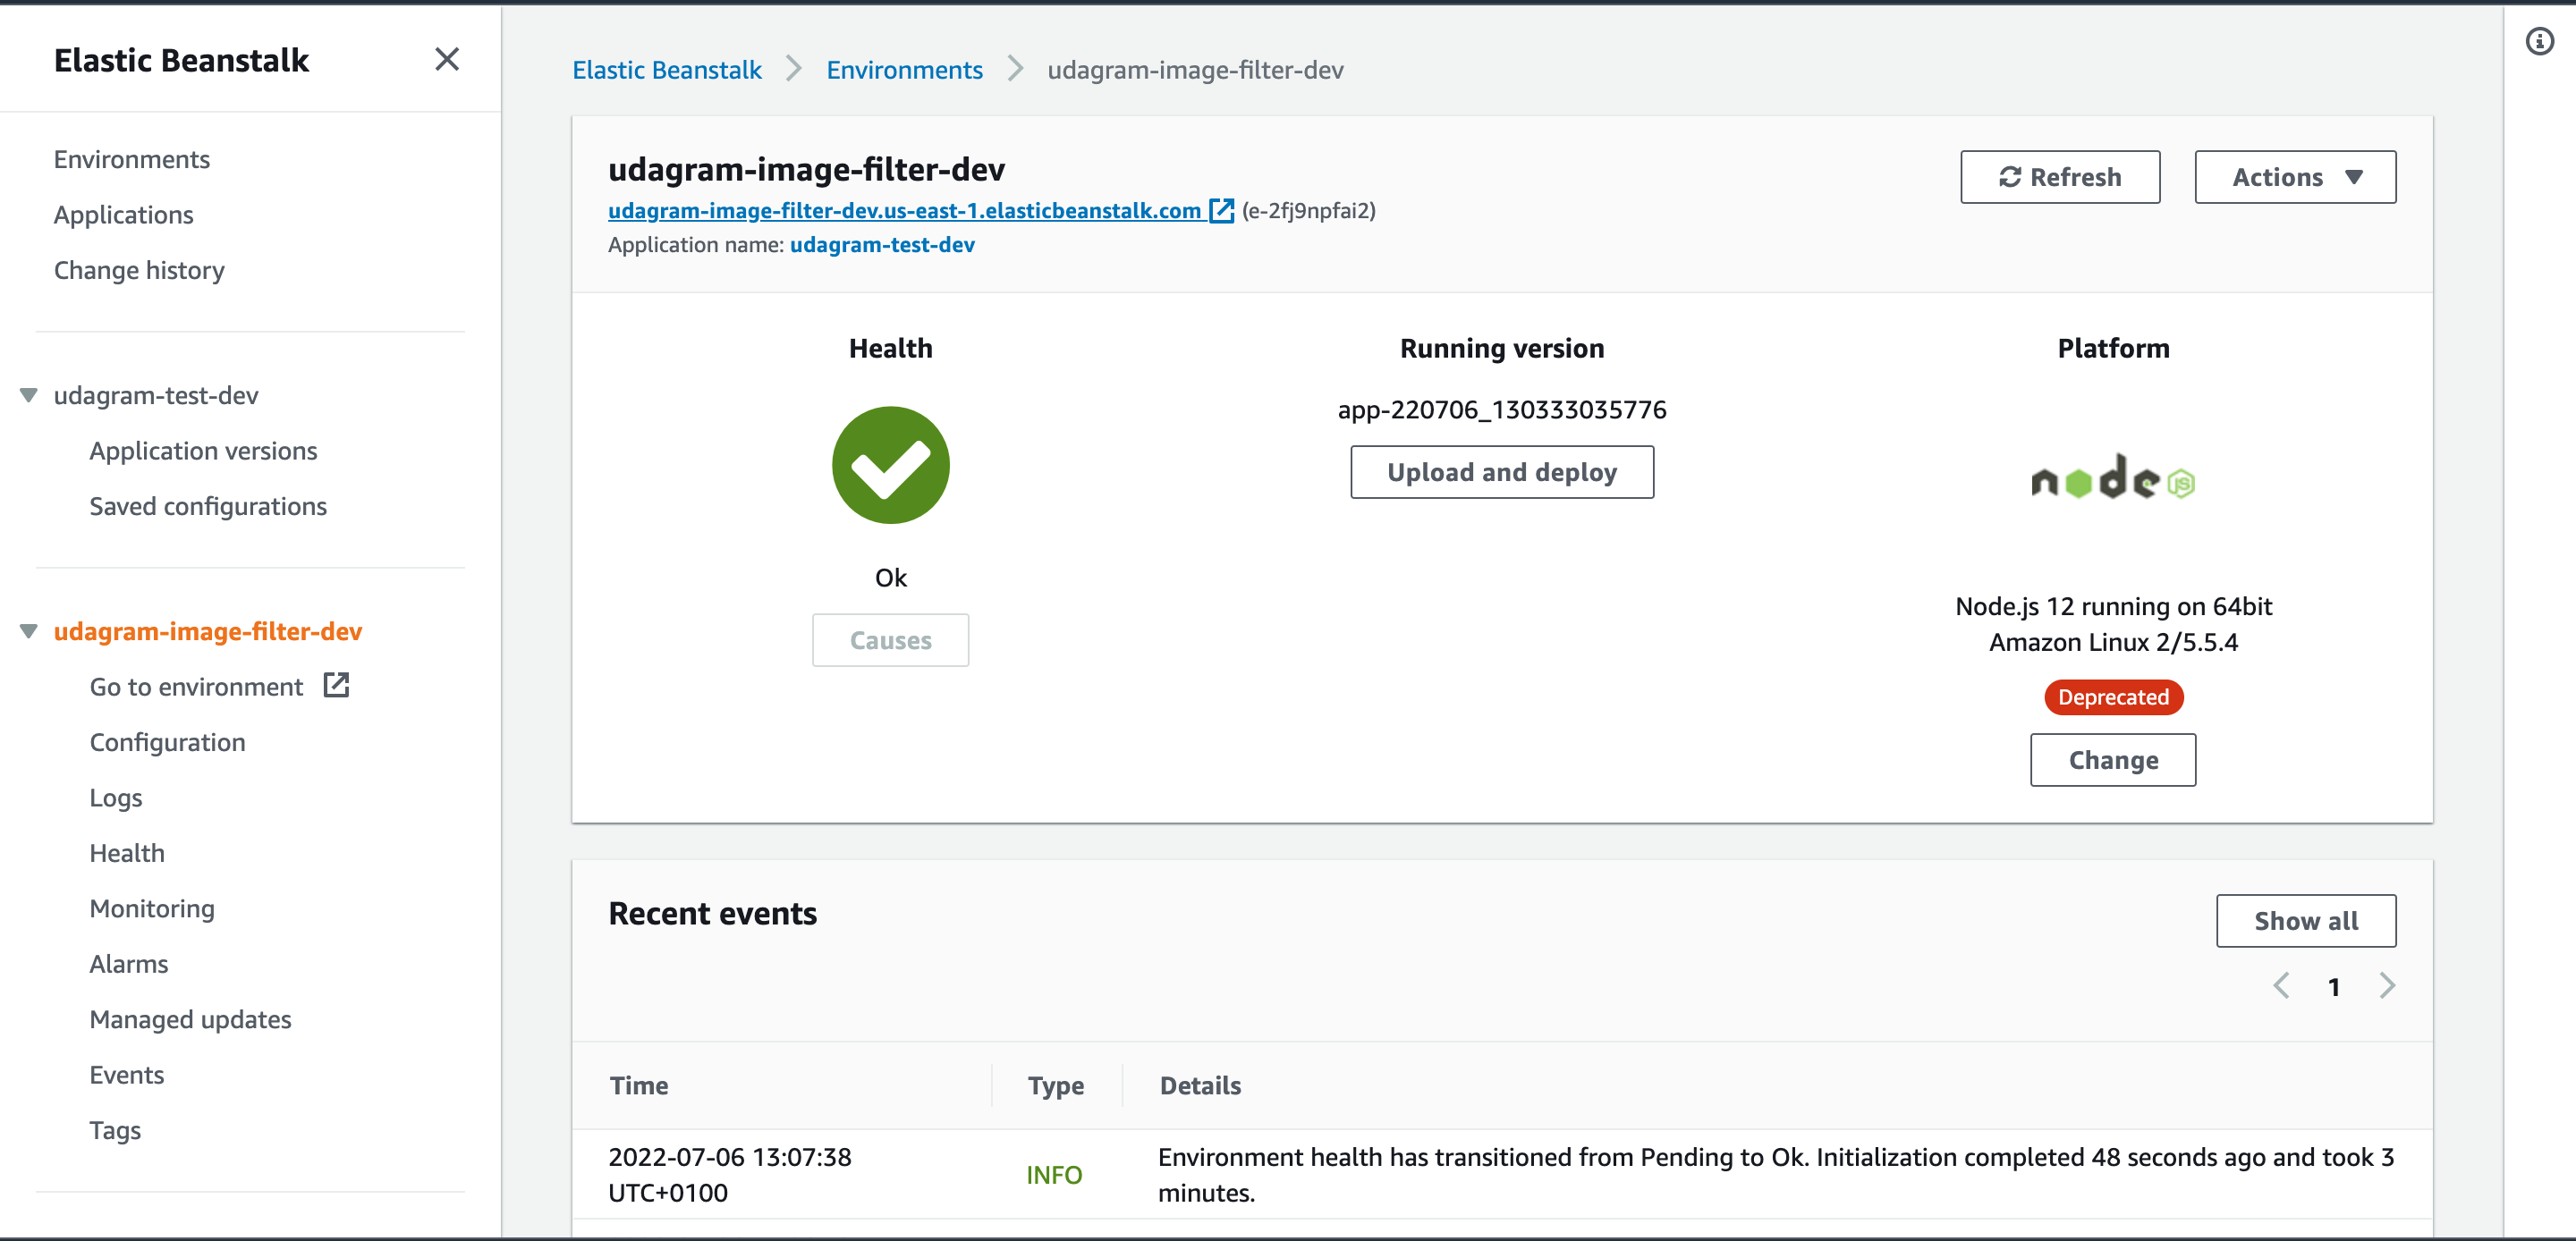 Elastic Beanstalk
Environments
Applications
Change history
udagram-test-dev
Application versions
Saved configurations
udagram-image-filter-dev
Go to environment
Configuration
Logs
Health
Monitoring
Alarms
Managed updates
Events
Tags
Elastic Beanstalk Environments udagram-image-filter-dev
udagram-image-filter-dev
Refresh
Actions
udagram-image-filter-dev.us-east-1.elasticbeanstalk.com (e-2fj9npfai2)
Application name: udagram-test-dev
Health
Ok
Causes
Running version
app-220706_130333035776
Upload and deploy
Platform
node JS
Node.js 12 running on 64bit
Amazon Linux 2/5.5.4
Deprecated
Change
Recent events
Show all
1
Time Type Details
2022-07-06 13:07:38
UTC+0100
INFO
Environment health has transitioned from Pending to Ok. Initialization completed 48 seconds ago and took 3
minutes.